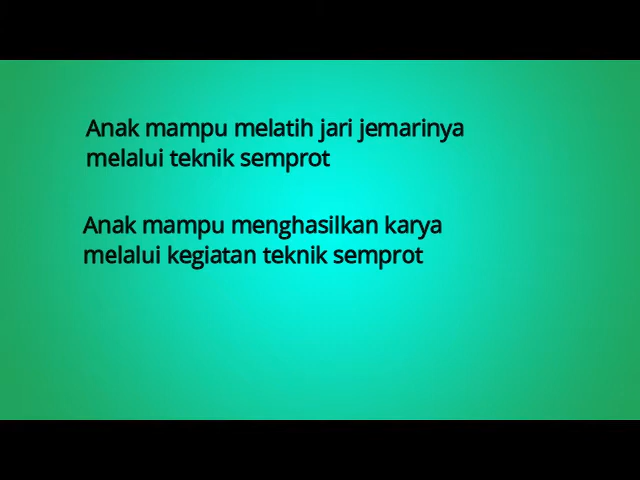 Anak mampu melatih jari jemarinya
melalui teknik semprot
Anak mampu menghasilkan karya
melalui kegiatan teknik semprot